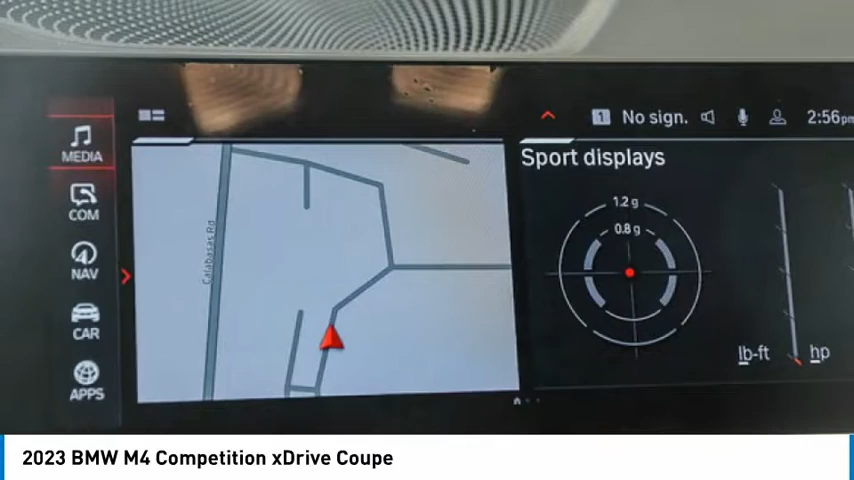 1 No sign. 2:56pm
MEDIA
Sport displays
COM
1.2 g
0.8 g
Calabasas Rd
NAV
CAR
lb-ft hp
APPS
2023 BMW M4 Competition xDrive Coupe